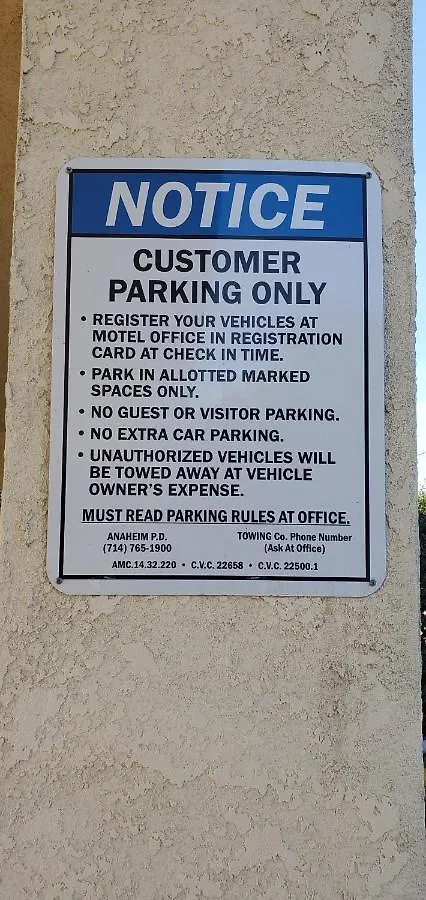 NOTICE
CUSTOMER
PARKING ONLY
• REGISTER YOUR VEHICLES AT
MOTEL OFFICE IN REGISTRATION
CARD AT CHECK IN TIME.
• PARK IN ALLOTTED MARKED
SPACES ONLY.
• NO GUEST OR VISITOR PARKING.
• NO EXTRA CAR PARKING.
• UNAUTHORIZED VEHICLES WILL
BE TOWED AWAY AT VEHICLE
OWNER'S EXPENSE.
MUST READ PARKING RULES AT OFFICE.
ANAHEIM P.D.
(714) 765-1900
TOWING Co. Phone Number
(Ask At Office)
AMC.14.32.220 • C.V.C. 22658 • C.V.C. 22500.1